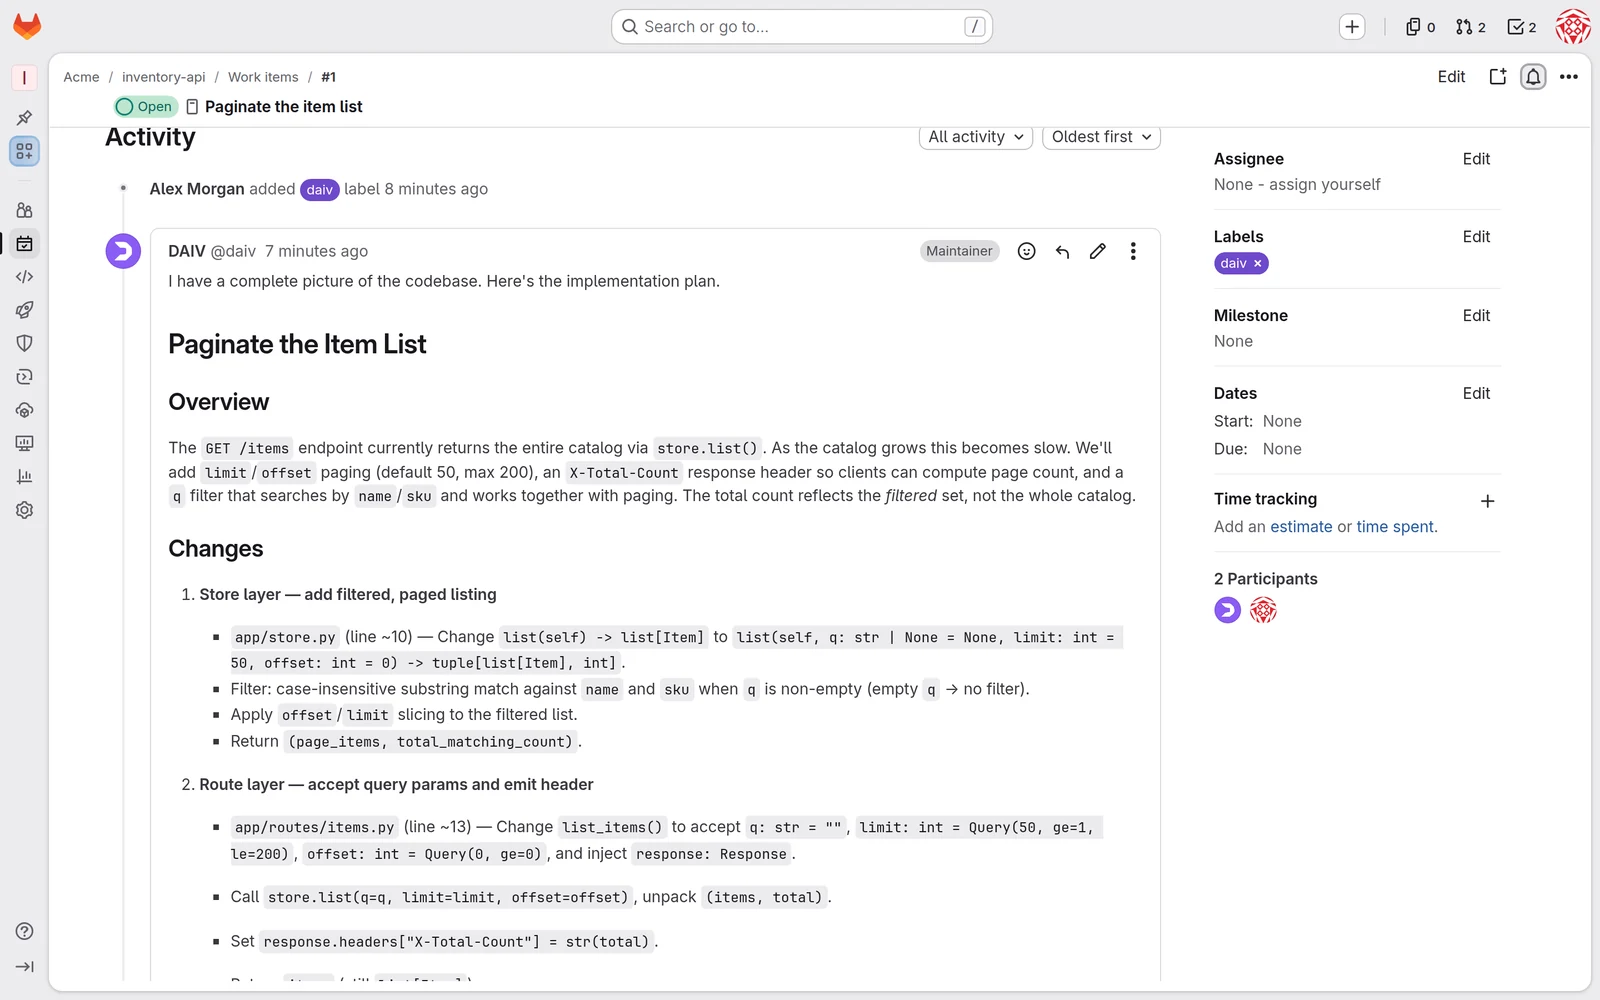 Search or go to...
/
0
2
2
I
Acme / inventory-api / Work items / #1
Edit
Open
Paginate the item list
Activity
All activity
Oldest first
Alex Morgan added daiv label 8 minutes ago
DAIV @daiv 7 minutes ago
Maintainer
I have a complete picture of the codebase. Here's the implementation plan.
Paginate the Item List
Overview
The GET /items endpoint currently returns the entire catalog via store.list(). As the catalog grows this becomes slow. We'll
add limit/offset paging (default 50, max 200), an X-Total-Count response header so clients can compute page count, and a
q filter that searches by name/sku and works together with paging. The total count reflects the filtered set, not the whole catalog.
Changes
1. Store layer — add filtered, paged listing
▪ app/store.py (line ~10) — Change list(self) -> list[Item] to list(self, q: str | None = None, limit: int =
50, offset: int = 0) -> tuple[list[Item], int].
▪ Filter: case-insensitive substring match against name and sku when q is non-empty (empty q → no filter).
▪ Apply offset/limit slicing to the filtered list.
▪ Return (page_items, total_matching_count).
2. Route layer — accept query params and emit header
▪ app/routes/items.py (line ~13) — Change list_items() to accept q: str = "", limit: int = Query(50, ge=1,
le=200), offset: int = Query(0, ge=0), and inject response: Response.
▪ Call store.list(q=q, limit=limit, offset=offset), unpack (items, total).
▪ Set response.headers["X-Total-Count"] = str(total).
Assignee
Edit
None - assign yourself
Labels
Edit
daiv ×
Milestone
Edit
None
Dates
Edit
Start: None
Due: None
Time tracking
Add an estimate or time spent.
2 Participants